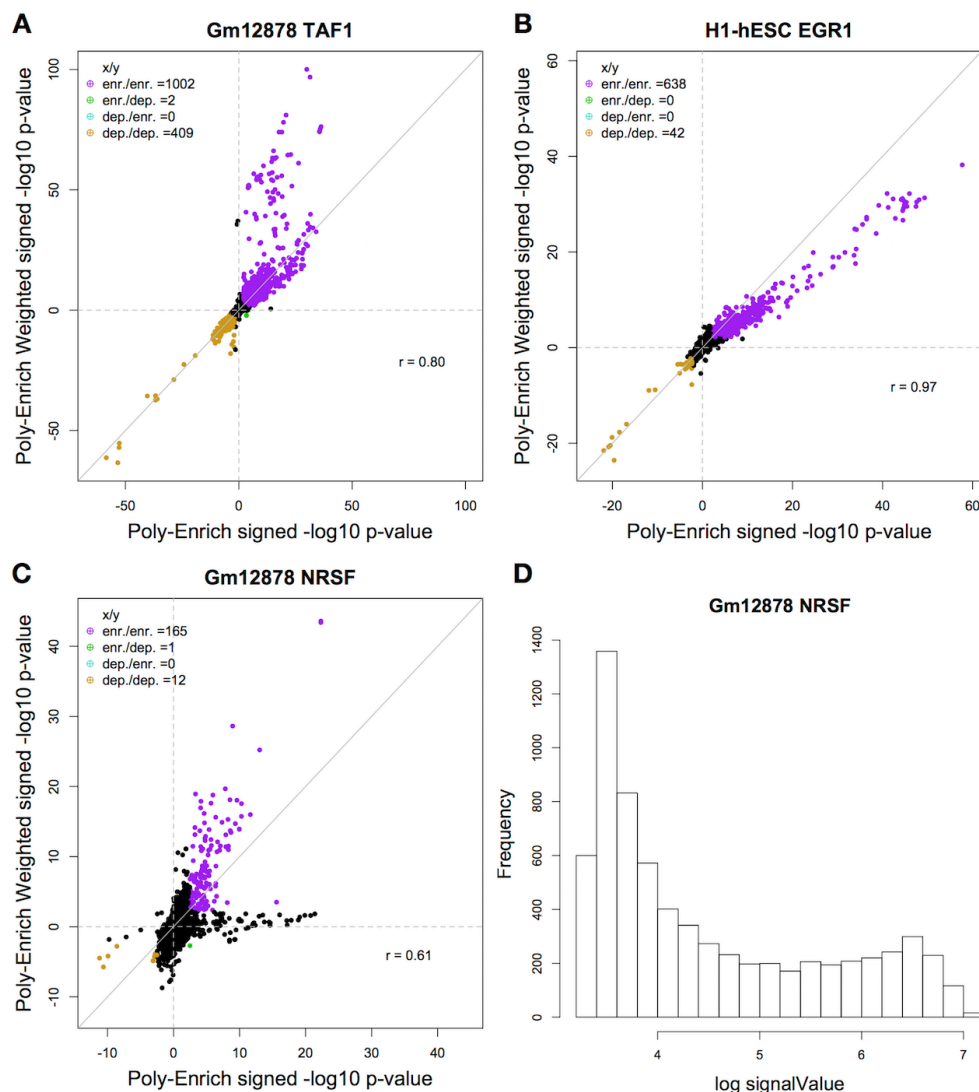 A
Gm12878 TAF1
x/y
enr./enr. =1002
enr./dep. =2
dep./enr. =0
dep./dep. =409
r = 0.80
100
50
0
-50
-50
0
50
100
Poly-Enrich Weighted signed -log10 p-value
Poly-Enrich signed -log10 p-value
B
H1-hESC EGR1
x/y
enr./enr. =638
enr./dep. =0
dep./enr. =0
dep./dep. =42
r = 0.97
60
40
20
0
-20
-20
0
20
40
60
Poly-Enrich Weighted signed -log10 p-value
Poly-Enrich signed -log10 p-value
C
Gm12878 NRSF
x/y
enr./enr. =165
enr./dep. =1
dep./enr. =0
dep./dep. =12
r = 0.61
40
30
20
10
0
-10
-10
0
10
20
30
40
Poly-Enrich Weighted signed -log10 p-value
Poly-Enrich signed -log10 p-value
D
Gm12878 NRSF
1400
1200
1000
800
600
400
200
0
Frequency
4
5
6
7
log signalValue